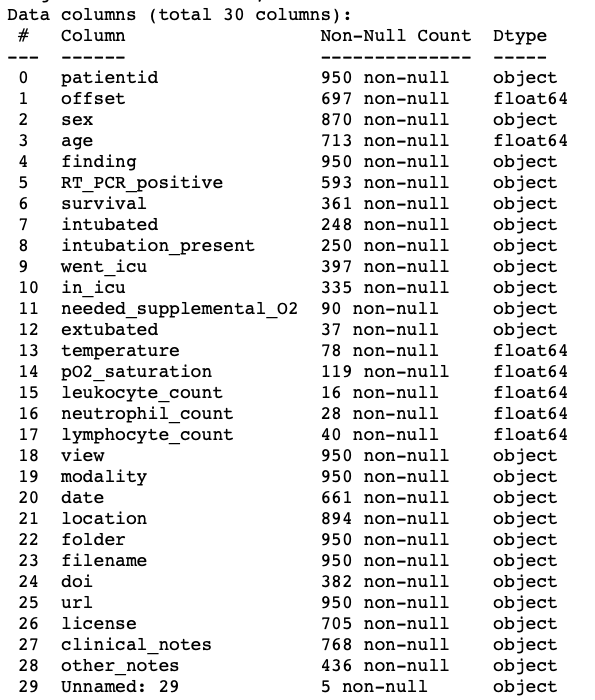 Data columns (total 30 columns):
# Column Non-Null Count Dtype
--- ------ -------------- -----
0 patientid 950 non-null object
1 offset 697 non-null float64
2 sex 870 non-null object
3 age 713 non-null float64
4 finding 950 non-null object
5 RT_PCR_positive 593 non-null object
6 survival 361 non-null object
7 intubated 248 non-null object
8 intubation_present 250 non-null object
9 went_icu 397 non-null object
10 in_icu 335 non-null object
11 needed_supplemental_O2 90 non-null object
12 extubated 37 non-null object
13 temperature 78 non-null float64
14 pO2_saturation 119 non-null float64
15 leukocyte_count 16 non-null float64
16 neutrophil_count 28 non-null float64
17 lymphocyte_count 40 non-null float64
18 view 950 non-null object
19 modality 950 non-null object
20 date 661 non-null object
21 location 894 non-null object
22 folder 950 non-null object
23 filename 950 non-null object
24 doi 382 non-null object
25 url 950 non-null object
26 license 705 non-null object
27 clinical_notes 768 non-null object
28 other_notes 436 non-null object
29 Unnamed: 29 5 non-null object